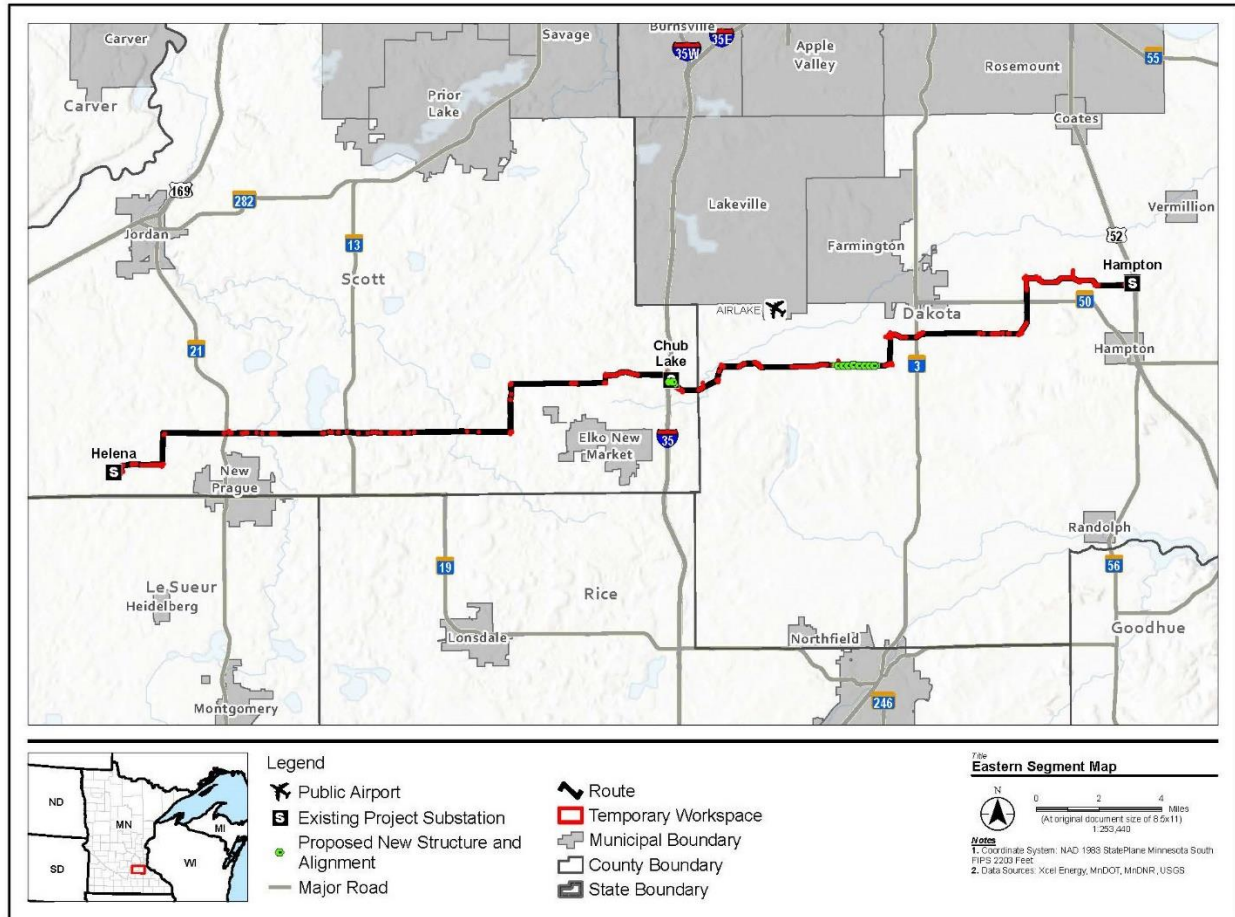 Carver
Savage
Burnsville
35W
35E
Apple
Valley
Rosemount
55
Carver
Prior
Lake
Coates
169
282
Lakeville
Vermillion
Jordan
13
Farmington
52
Scott
Hampton
AIRLAKE
50
Dakota
21
Chub
Lake
3
Hampton
35
Elko New
Market
Helena
New
Prague
Randolph
19
56
Le Sueur
Heidelberg
Rice
Goodhue
Lonsdale
Northfield
246
Montgomery
ND
MN
SD
WI
MI
Legend
Public Airport
S Existing Project Substation
Proposed New Structure and
Alignment
Major Road
Route
Temporary Workspace
Municipal Boundary
County Boundary
State Boundary
Title
Eastern Segment Map
N
0 2 4
Miles
(At original document size of 8.5x11)
1:253,440
Notes
1. Coordinate System: NAD 1983 StatePlane Minnesota South
FIPS 2203 Feet
2. Data Sources: Xcel Energy, MnDOT, MnDNR, USGS